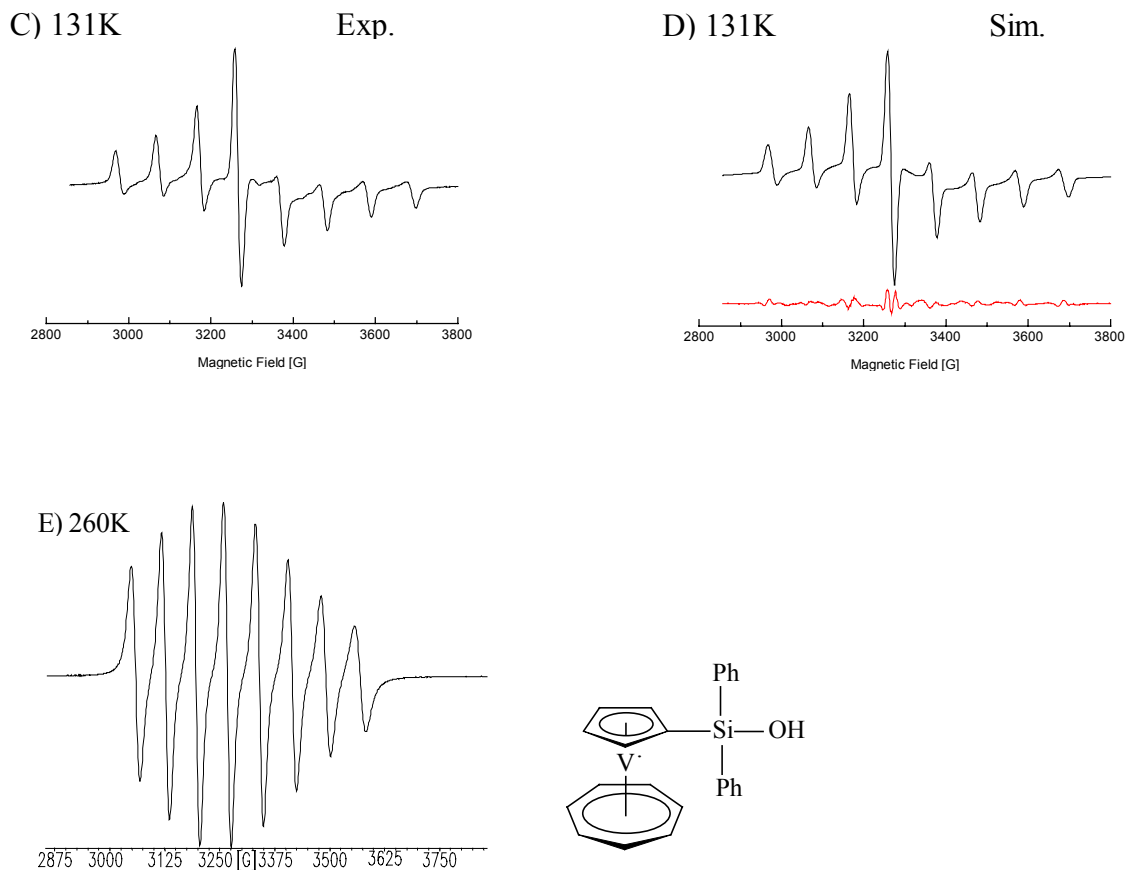 C) 131K Exp.
D) 131K Sim.
2800 3000 3200 3400 3600 3800
Magnetic Field [G]
2800 3000 3200 3400 3600 3800
Magnetic Field [G]
E) 260K
2875 3000 3125 3250 [G] 3375 3500 3625 3750
Ph
Si OH
V·
Ph